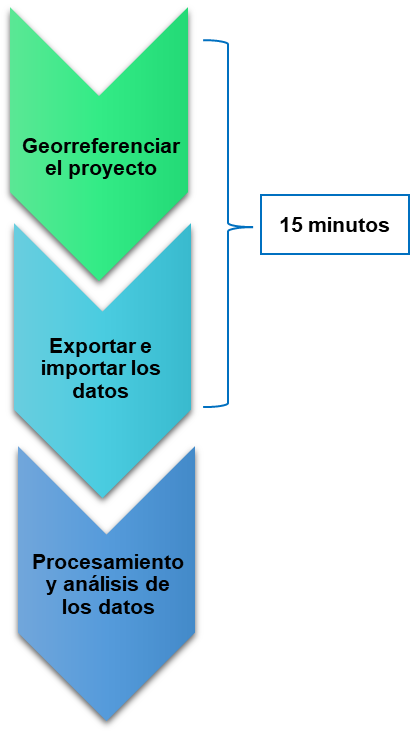 Georreferenciar
el proyecto
15 minutos
Exportar e
importar los
datos
Procesamiento
y análisis de
los datos